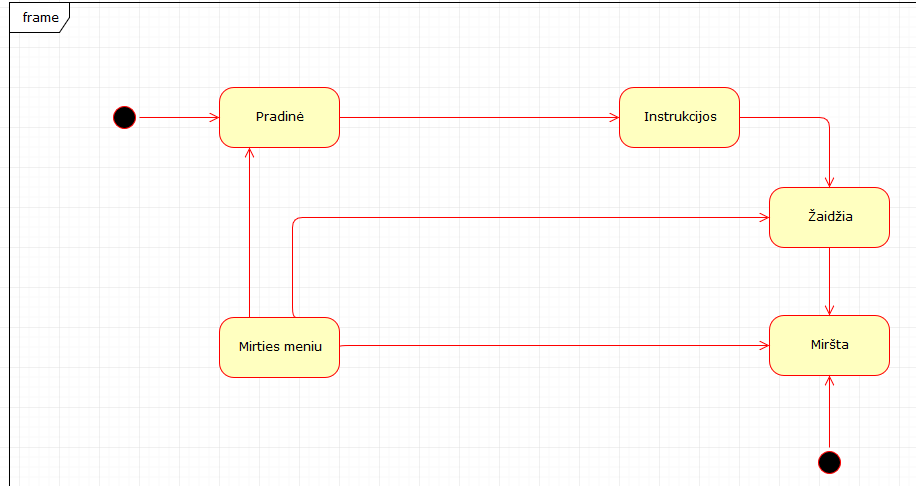 frame
Pradinė
Instrukcijos
Žaidžia
Mirties meniu
Miršta